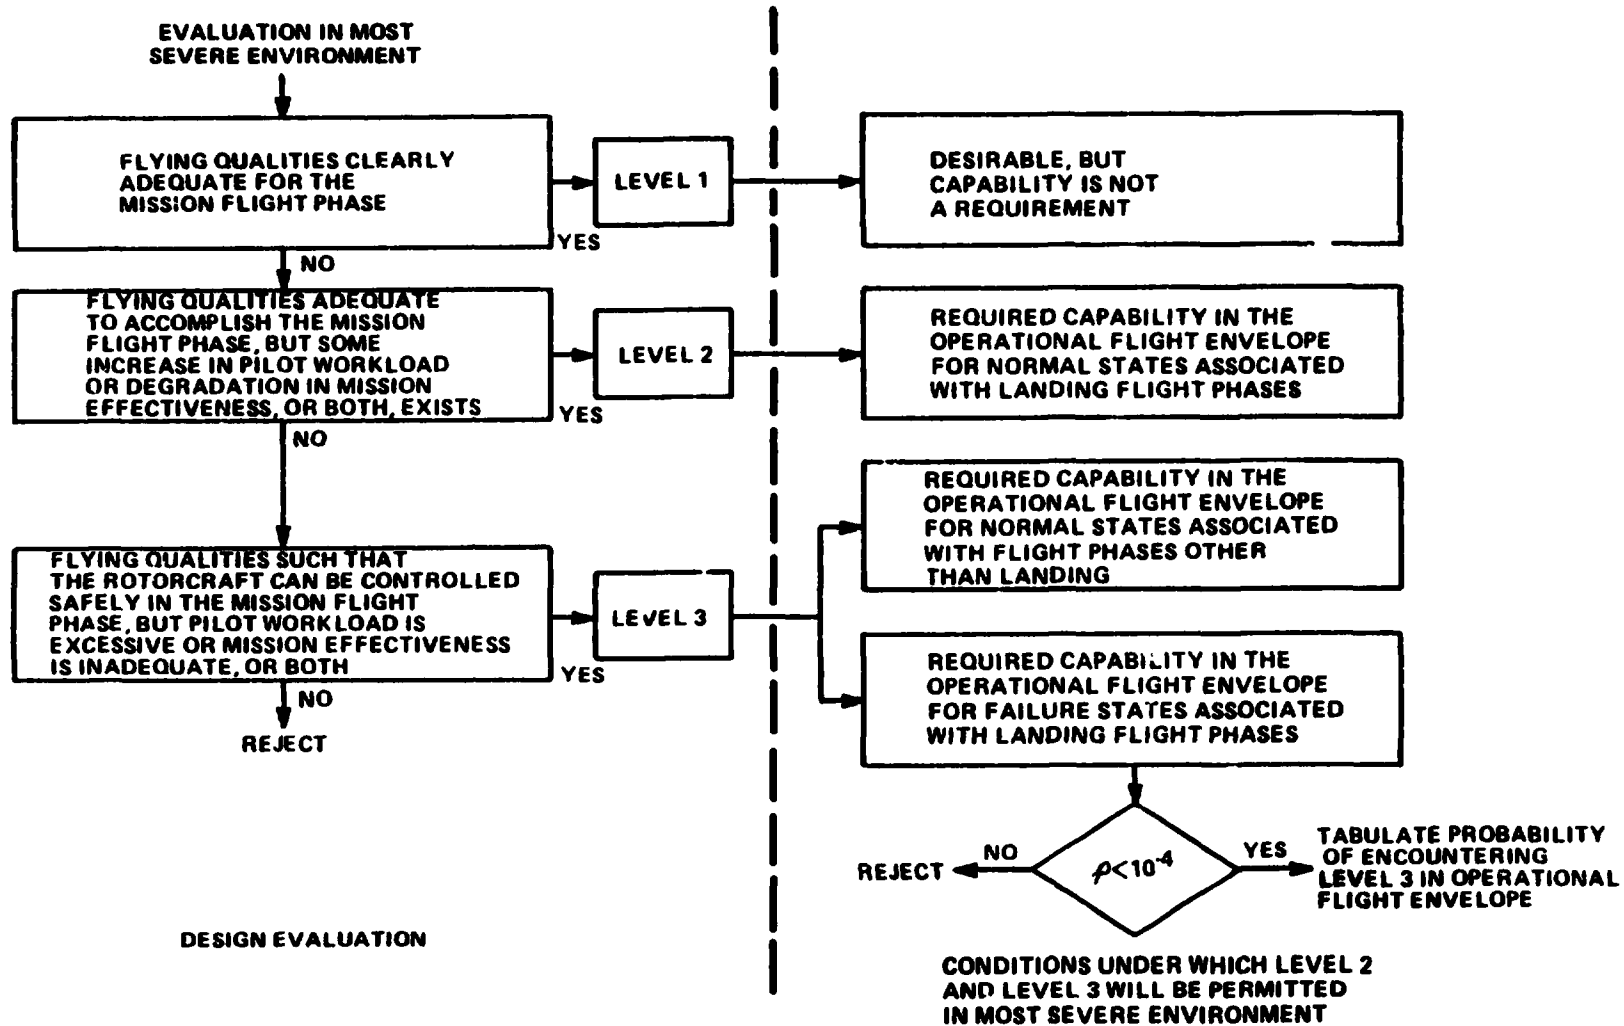 EVALUATION IN MOST
SEVERE ENVIRONMENT
FLYING QUALITIES CLEARLY
ADEQUATE FOR THE
MISSION FLIGHT PHASE
YES
LEVEL 1
DESIRABLE, BUT
CAPABILITY IS NOT
A REQUIREMENT
NO
FLYING QUALITIES ADEQUATE
TO ACCOMPLISH THE MISSION
FLIGHT PHASE, BUT SOME
INCREASE IN PILOT WORKLOAD
OR DEGRADATION IN MISSION
EFFECTIVENESS, OR BOTH, EXISTS
YES
LEVEL 2
REQUIRED CAPABILITY IN THE
OPERATIONAL FLIGHT ENVELOPE
FOR NORMAL STATES ASSOCIATED
WITH LANDING FLIGHT PHASES
NO
FLYING QUALITIES SUCH THAT
THE ROTORCRAFT CAN BE CONTROLLED
SAFELY IN THE MISSION FLIGHT
PHASE, BUT PILOT WORKLOAD IS
EXCESSIVE OR MISSION EFFECTIVENESS
IS INADEQUATE, OR BOTH
YES
LEVEL 3
REQUIRED CAPABILITY IN THE
OPERATIONAL FLIGHT ENVELOPE
FOR NORMAL STATES ASSOCIATED
WITH FLIGHT PHASES OTHER
THAN LANDING
REQUIRED CAPABILITY IN THE
OPERATIONAL FLIGHT ENVELOPE
FOR FAILURE STATES ASSOCIATED
WITH LANDING FLIGHT PHASES
NO
REJECT
REJECT
NO
ρ<10⁻⁴
YES
TABULATE PROBABILITY
OF ENCOUNTERING
LEVEL 3 IN OPERATIONAL
FLIGHT ENVELOPE
DESIGN EVALUATION
CONDITIONS UNDER WHICH LEVEL 2
AND LEVEL 3 WILL BE PERMITTED
IN MOST SEVERE ENVIRONMENT